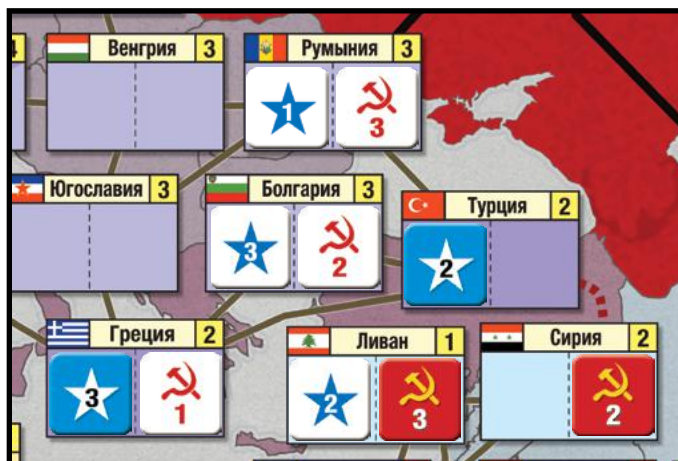 Венгрия 3
Румыния 3
1 3
Югославия 3
Болгария 3
3 2
Турция 2
2
Греция 2
3 1
Ливан 1
2 3
Сирия 2
2